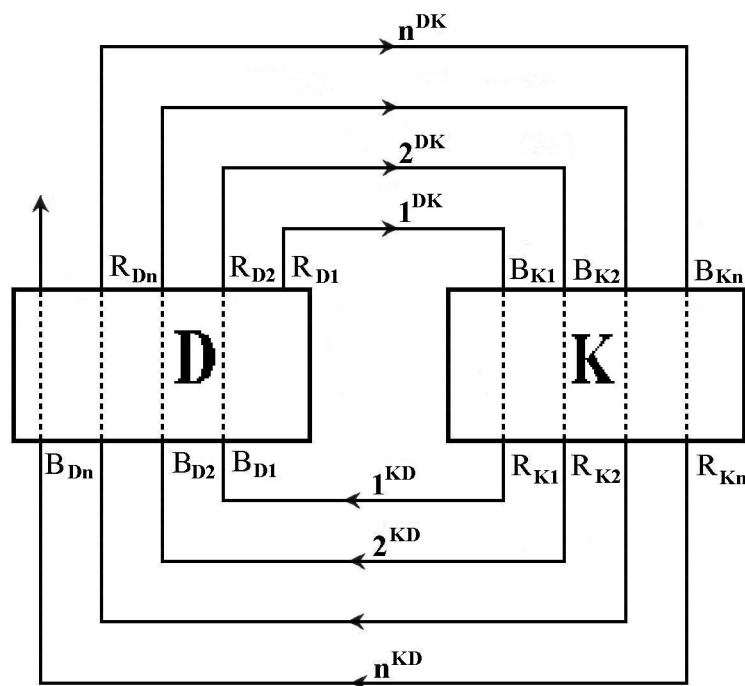 n^DK
2^DK
1^DK
R_Dn R_D2 R_D1 B_K1 B_K2 B_Kn
D K
B_Dn B_D2 B_D1 R_K1 R_K2 R_Kn
1^KD
2^KD
n^KD